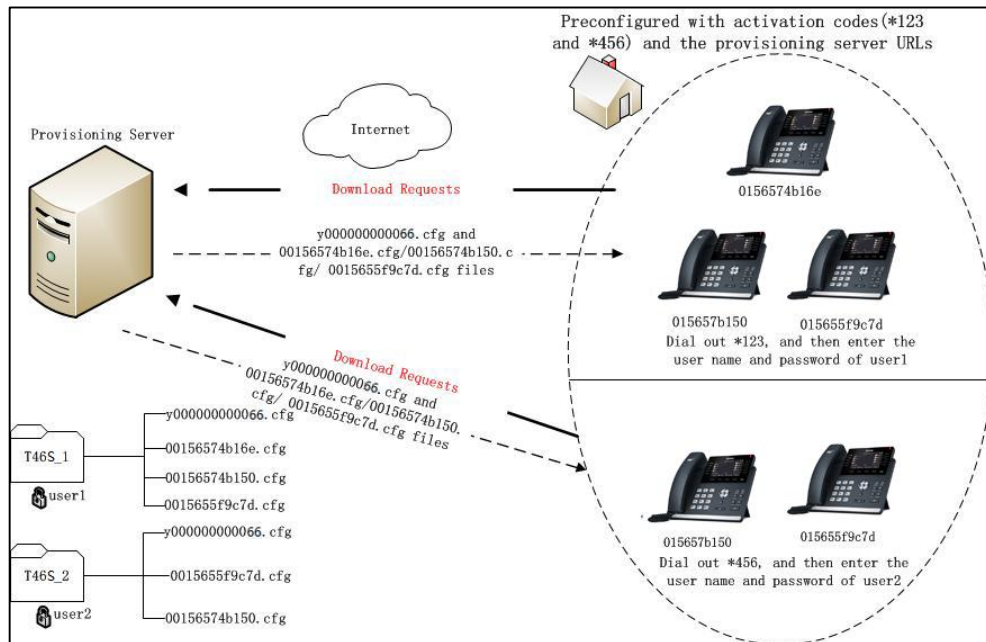 Preconfigured with activation codes(*123
and *456) and the provisioning server URLs
Provisioning Server
Internet
Download Requests
0156574b16e
y000000000066.cfg and
00156574b16e.cfg/00156574b150.c
fg/ 0015655f9c7d.cfg files
015657b150
015655f9c7d
Dial out *123, and then enter the
user name and password of user1
Download Requests
y000000000066.cfg and
00156574b16e.cfg/00156574b150.
cfg/ 0015655f9c7d.cfg files
y000000000066.cfg
T46S_1
00156574b16e.cfg
00156574b150.cfg
user1
0015655f9c7d.cfg
y000000000066.cfg
T46S_2
0015655f9c7d.cfg
user2
00156574b150.cfg
015657b150
015655f9c7d
Dial out *456, and then enter the
user name and password of user2